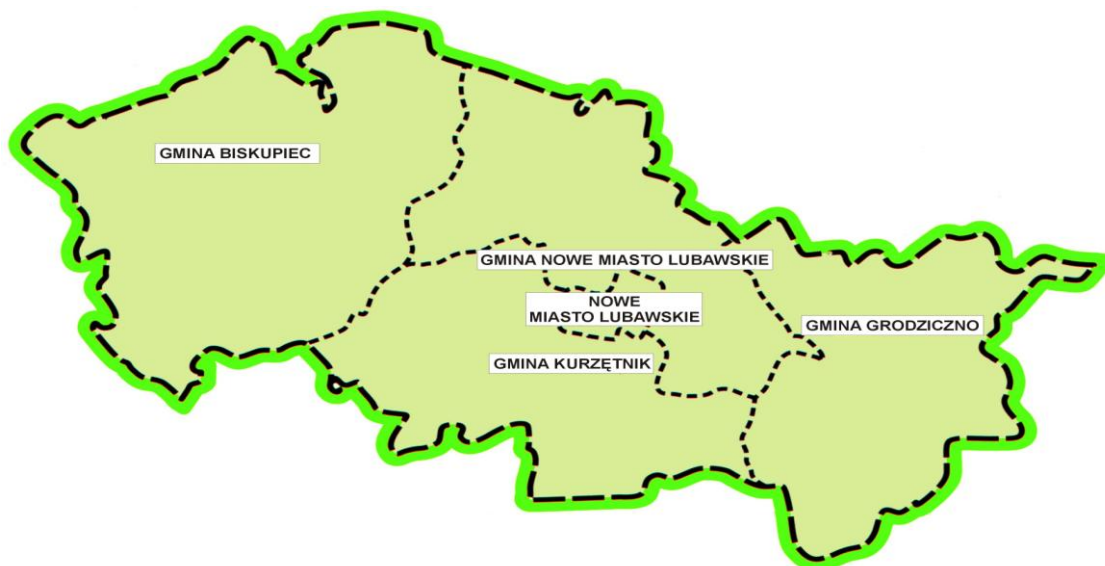 GMINA BISKUPIEC
GMINA NOWE MIASTO LUBAWSKIE
NOWE
MIASTO LUBAWSKIE
GMINA GRODZICZNO
GMINA KURZĘTNIK